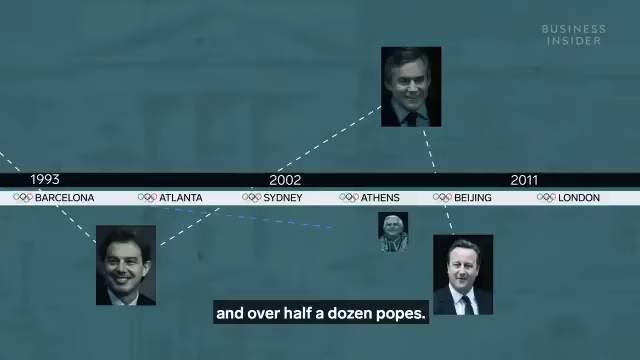 BUSINESS
INSIDER
1993 2002 2011
BARCELONA ATLANTA SYDNEY ATHENS BEIJING LONDON
and over half a dozen popes.